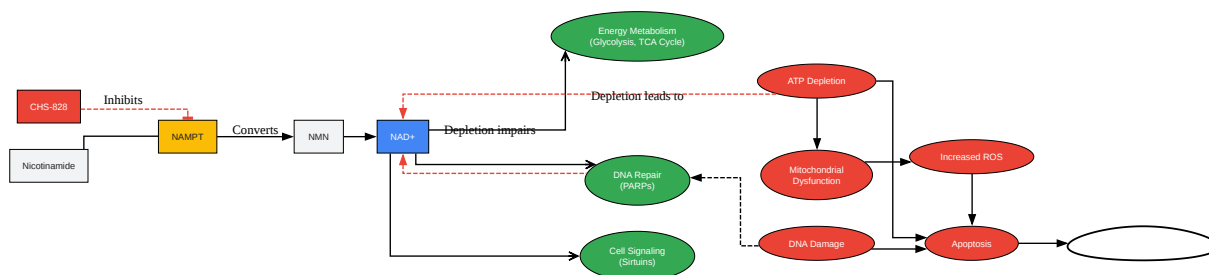 Energy Metabolism
(Glycolysis, TCA Cycle)
ATP Depletion
Depletion leads to
CHS-828
Inhibits
NAMPT
Converts
NMN
NAD+
Depletion impairs
Nicotinamide
DNA Repair
(PARPs)
Mitochondrial
Dysfunction
Increased ROS
Cell Signaling
(Sirtuins)
DNA Damage
Apoptosis